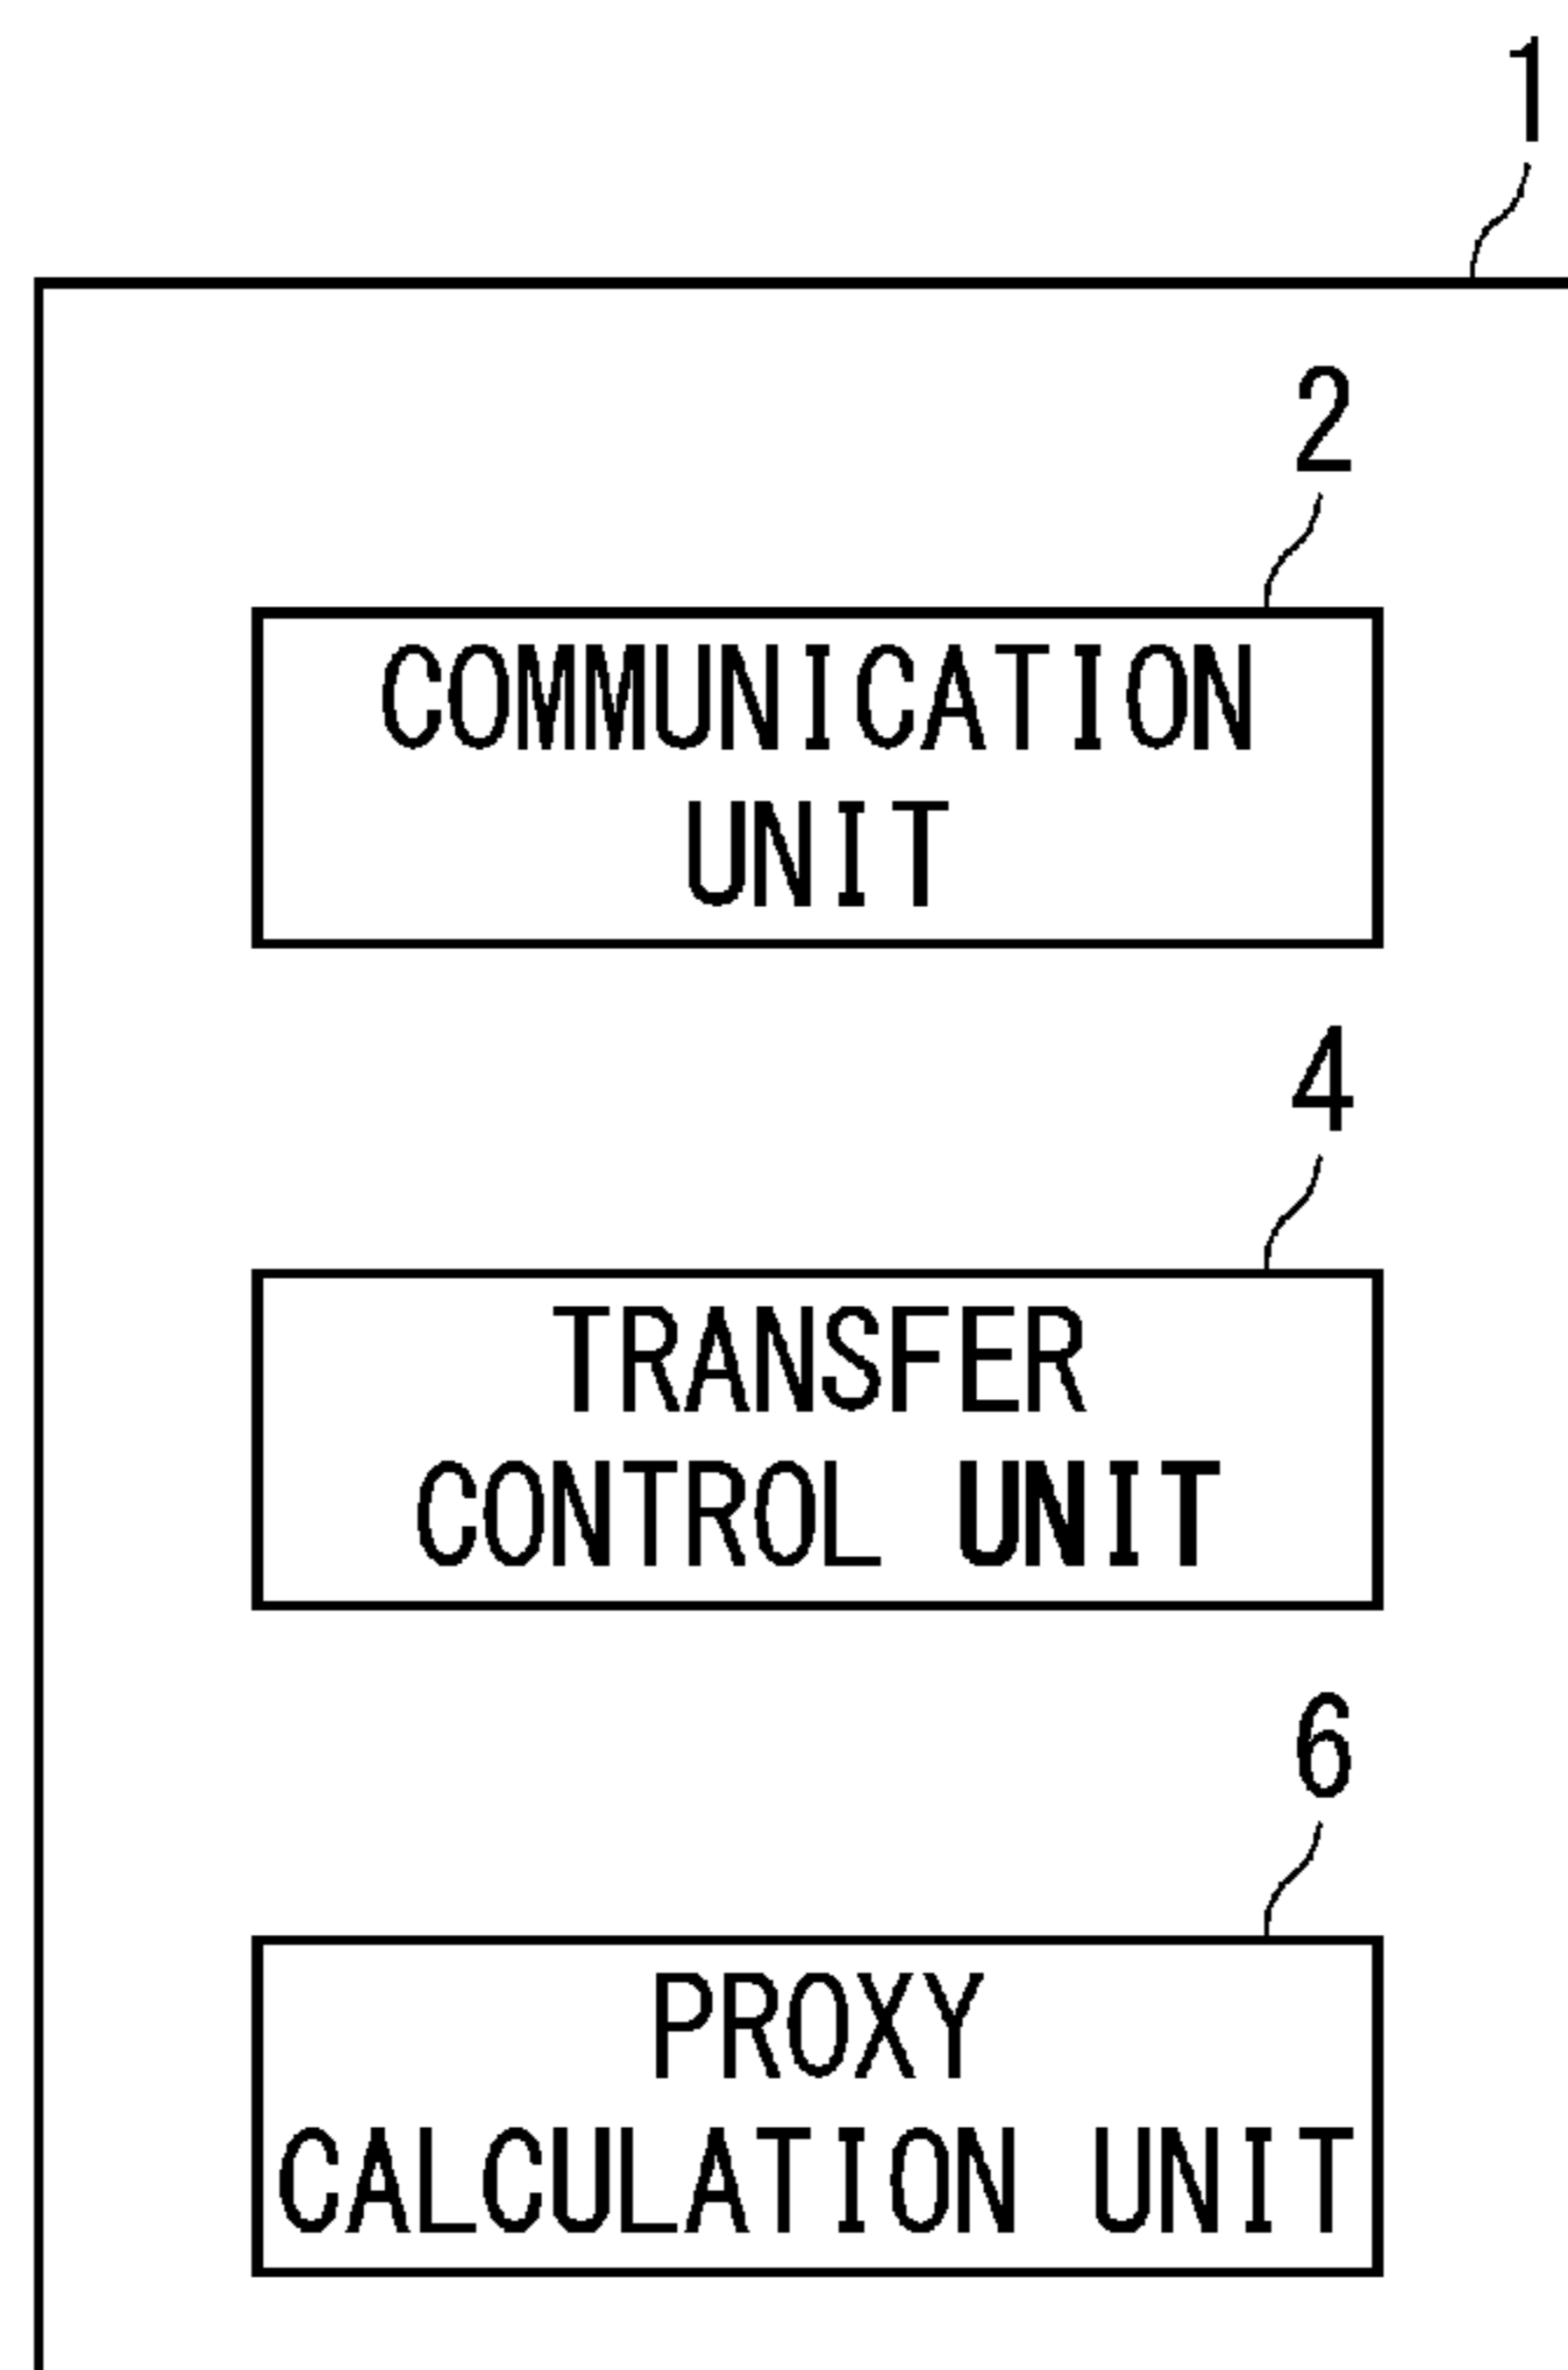 1
2
COMMUNICATION
UNIT
4
TRANSFER
CONTROL UNIT
6
PROXY
CALCULATION UNIT